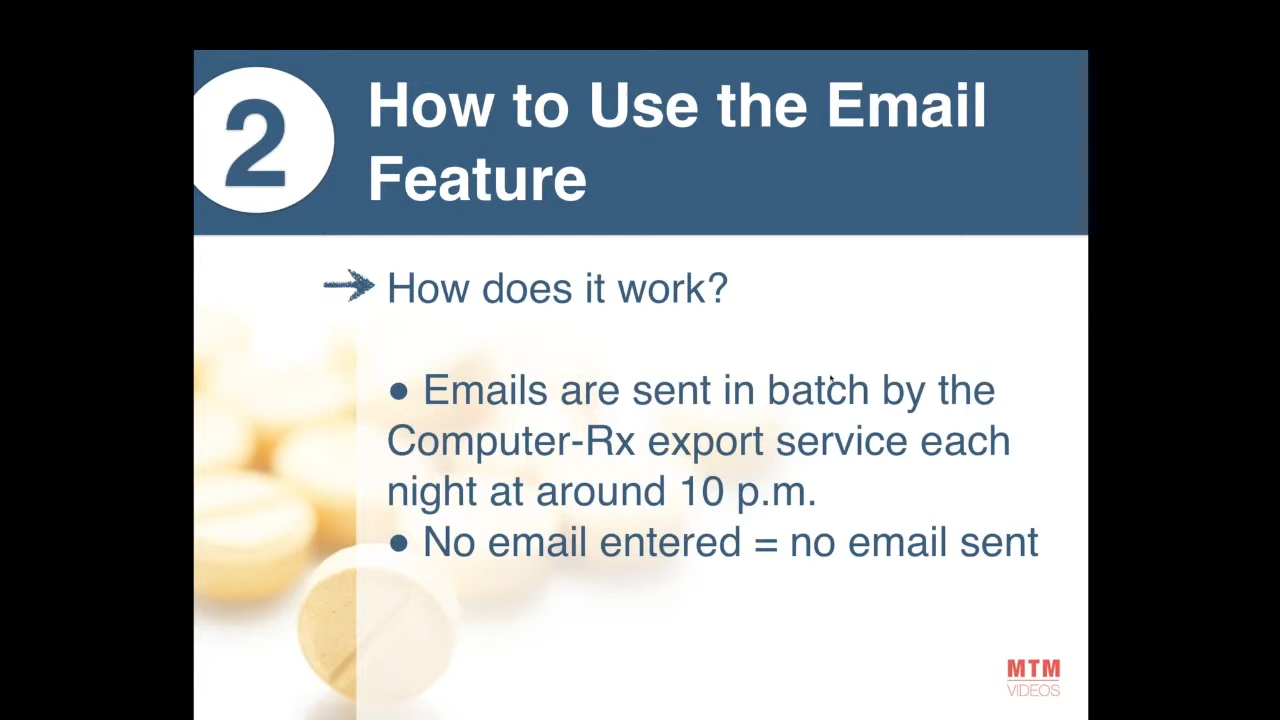 2
How to Use the Email
Feature
How does it work?
● Emails are sent in batch by the
Computer-Rx export service each
night at around 10 p.m.
● No email entered = no email sent
MTM
VIDEOS